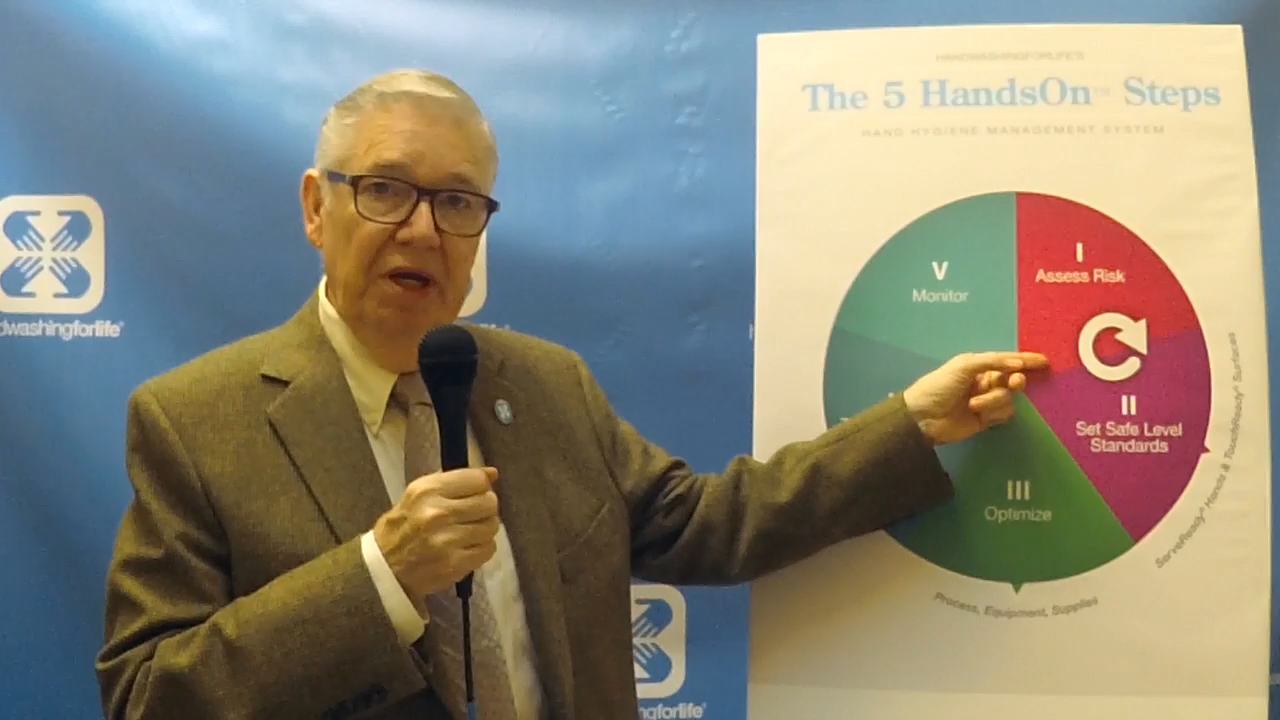 HANDWASHINGFORLIFE'S
The 5 HandsOn™ Steps
HAND HYGIENE MANAGEMENT SYSTEM
V
Monitor
I
Assess Risk
II
Set Safe Level
Standards
III
Optimize
Process, Equipment, Supplies
ServeReady® Hands & TouchReady® Surfaces
dwashingforlife®
ngforlife®